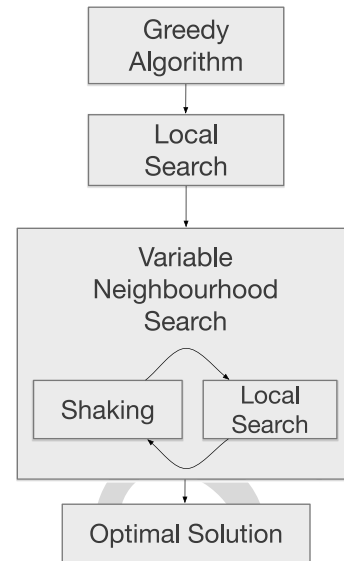 Greedy
Algorithm
Local
Search
Variable
Neighbourhood
Search
Shaking
Local
Search
Optimal Solution